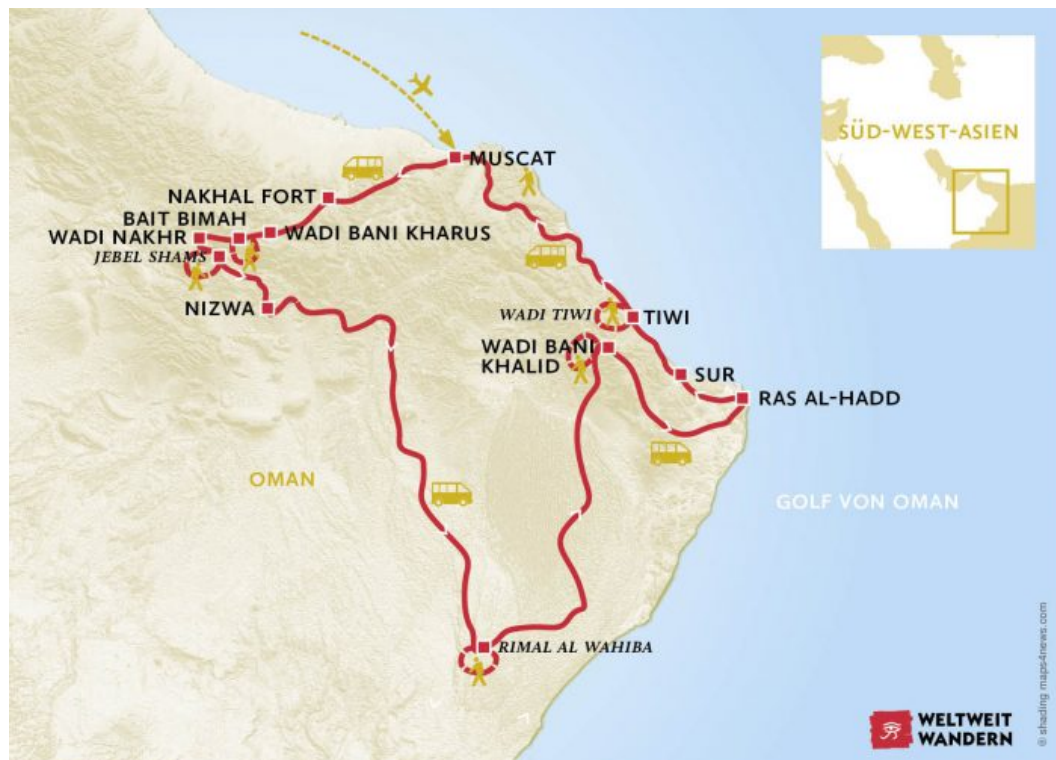 SÜD-WEST-ASIEN
MUSCAT
NAKHAL FORT
BAIT BIMAH
WADI BANI KHARUS
WADI NAKHR
JEBEL SHAMS
NIZWA
WADI TIWI
TIWI
WADI BANI
KHALID
SUR
RAS AL-HADD
OMAN
GOLF VON OMAN
RIMAL AL WAHIBA
WELTWEIT
WANDERN
© shading maps4news.com